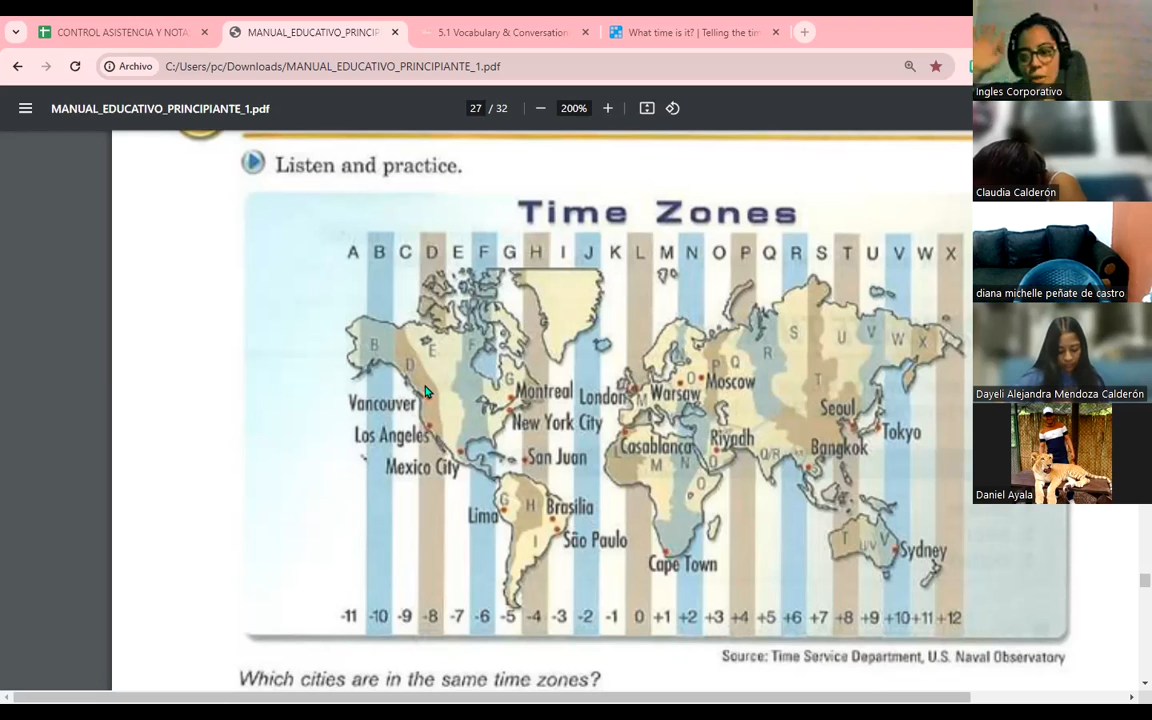 CONTROL ASISTENCIA Y NOTA
MANUAL_EDUCATIVO_PRINCIP
5.1 Vocabulary & Conversation
What time is it? | Telling the tim
Archivo
C:/Users/pc/Downloads/MANUAL_EDUCATIVO_PRINCIPIANTE_1.pdf
MANUAL_EDUCATIVO_PRINCIPIANTE_1.pdf
27 / 32
200%
Listen and practice.
Time Zones
A B C D E F G H I J K L M N O P Q R S T U V W X
B D E F G
M N O P Q R S T U V W X
Montreal
London
Warsaw
Moscow
Vancouver
New York City
Seoul
Tokyo
Los Angeles
Casablanca
Riyadh
Bangkok
Mexico City
San Juan
M N O Q/R
Lima
G H I
Brasilia
São Paulo
Cape Town
T U/V V
Sydney
-11 -10 -9 -8 -7 -6 -5 -4 -3 -2 -1 0 +1 +2 +3 +4 +5 +6 +7 +8 +9 +10 +11 +12
Source: Time Service Department, U.S. Naval Observatory
Which cities are in the same time zones?
Ingles Corporativo
Claudia Calderón
diana michelle peñate de castro
Dayeli Alejandra Mendoza Calderón
Daniel Ayala